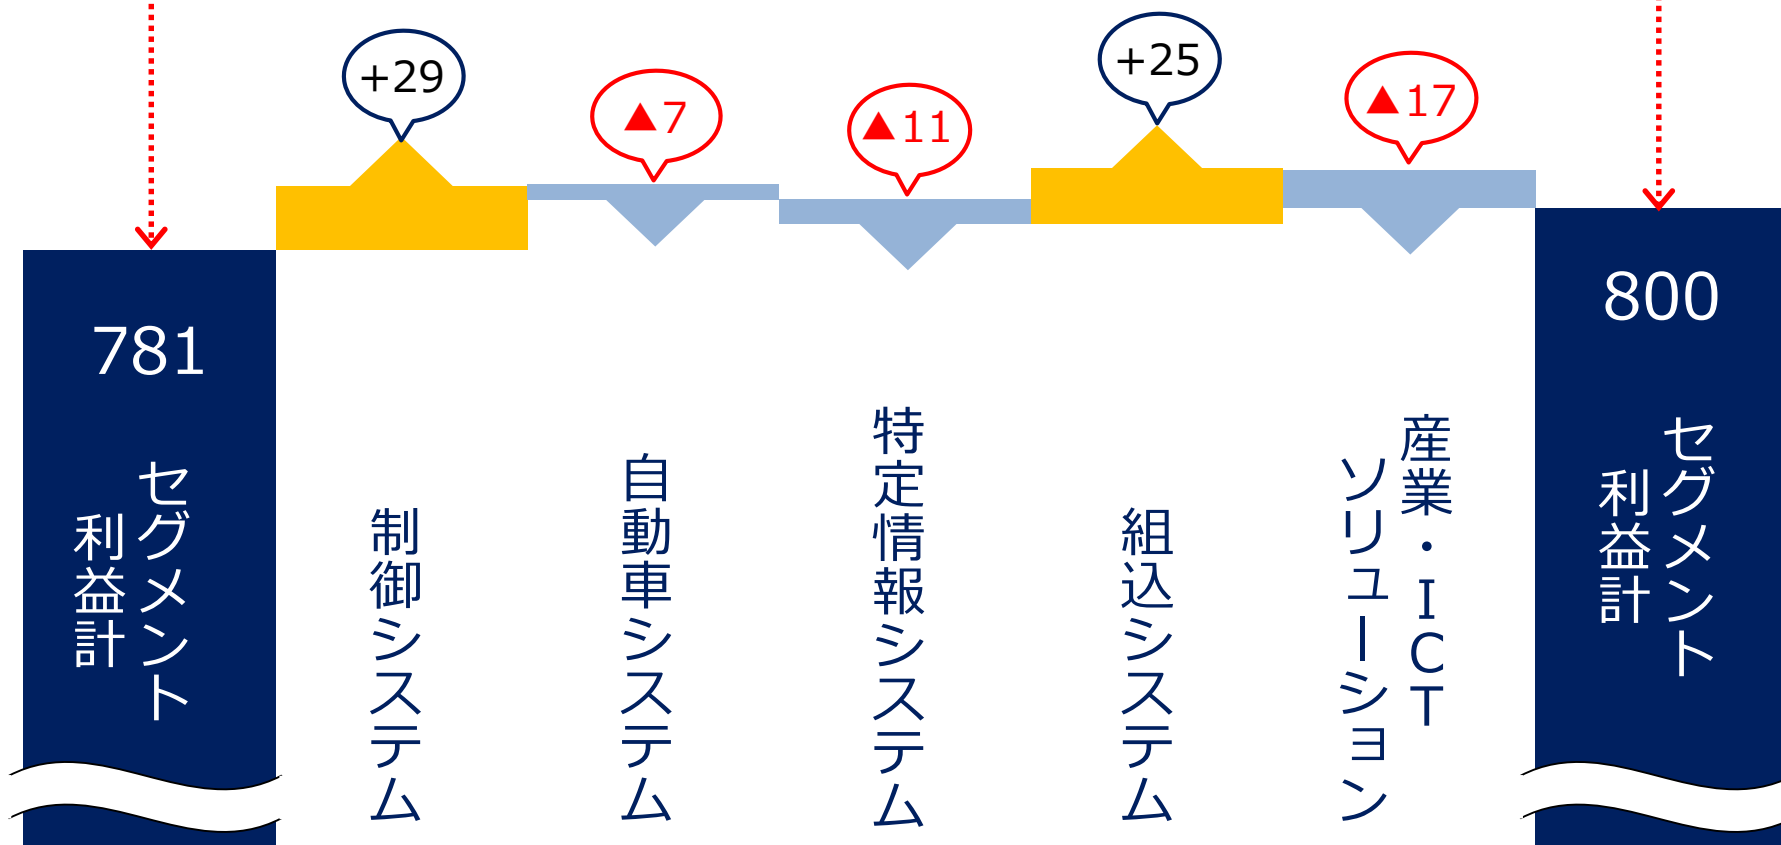 +29
▲7
▲11
+25
▲17
781
800
セグメント
利益計
制御システム
自動車システム
特定情報システム
組込システム
産業・ICT
ソリューション
セグメント
利益計